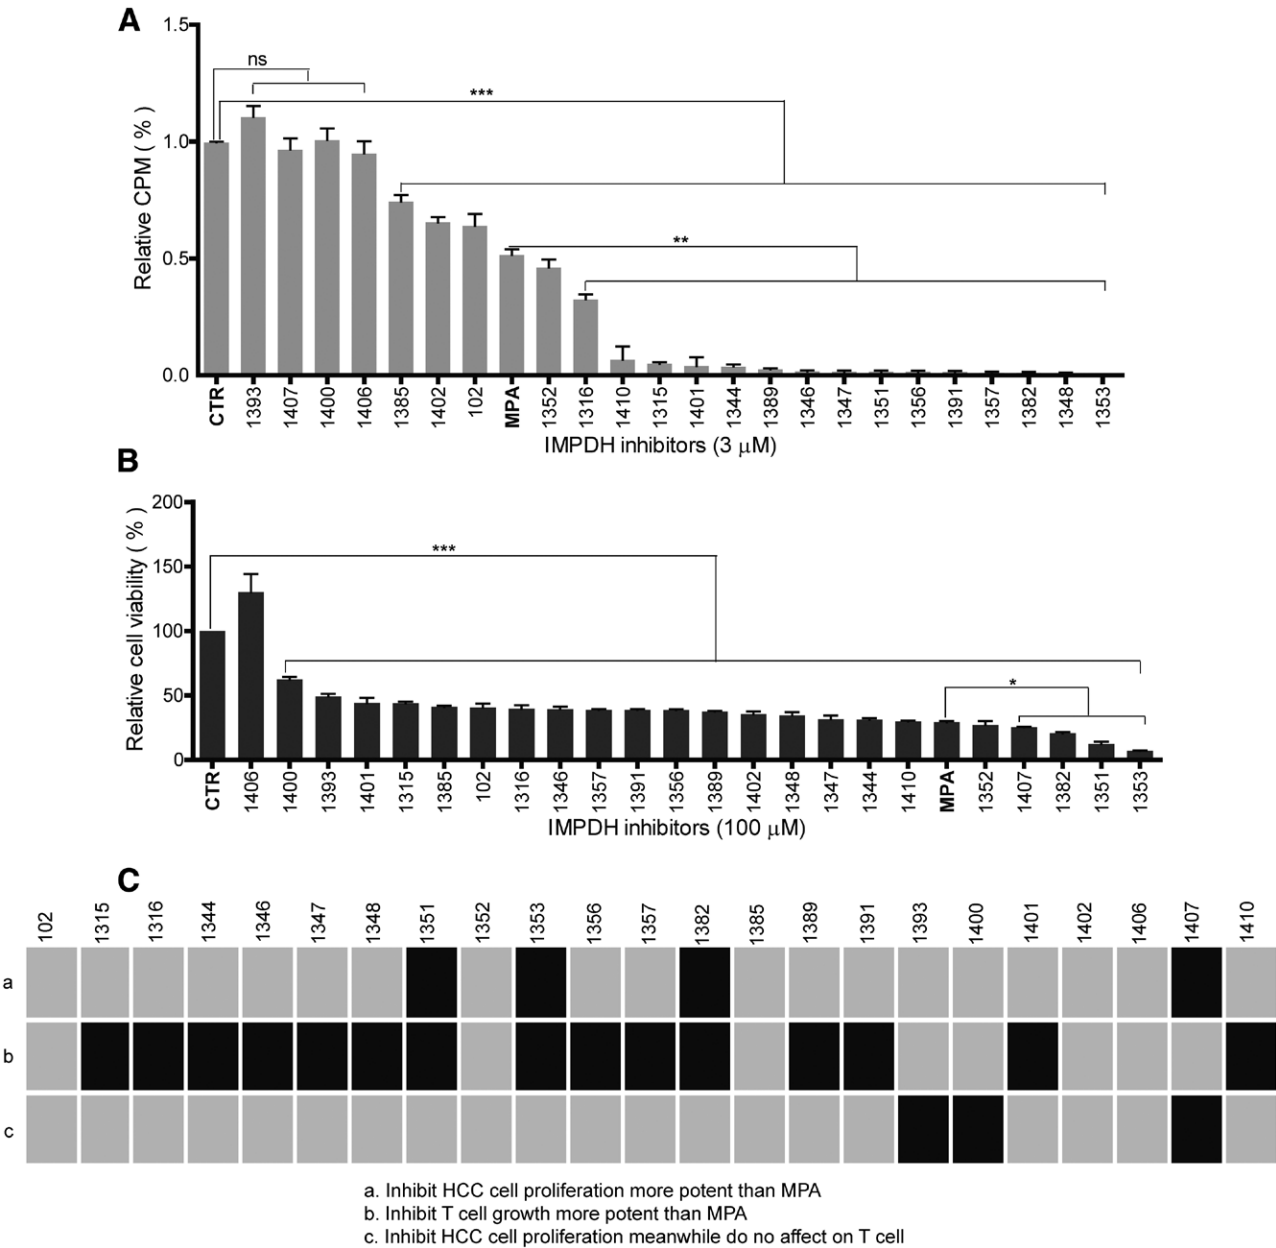 A
1.5
1.0
0.5
0.0
Relative CPM ( % )
ns
***
**
CTR 1393 1407 1400 1406 1385 1402 102 MPA 1352 1316 1410 1315 1401 1344 1389 1346 1347 1351 1356 1391 1357 1382 1348 1353
IMPDH inhibitors (3 μM)
B
200
150
100
50
0
Relative cell viability ( % )
***
*
CTR 1406 1400 1393 1401 1315 1385 102 1316 1346 1357 1391 1356 1389 1402 1348 1347 1344 1410 MPA 1352 1407 1382 1351 1353
IMPDH inhibitors (100 μM)
C
102 1315 1316 1344 1346 1347 1348 1351 1352 1353 1356 1357 1382 1385 1389 1391 1393 1400 1401 1402 1406 1407 1410
a
b
c
a. Inhibit HCC cell proliferation more potent than MPA
b. Inhibit T cell growth more potent than MPA
c. Inhibit HCC cell proliferation meanwhile do no affect on T cell